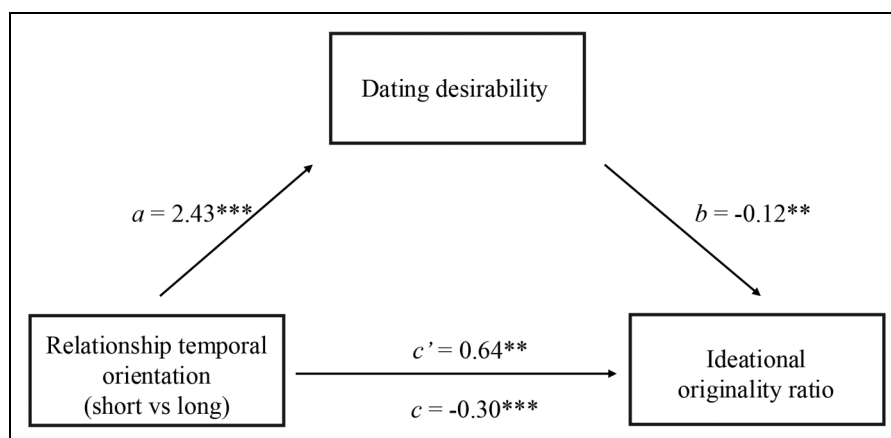 Dating desirability
a = 2.43***
b = -0.12**
Relationship temporal
orientation
(short vs long)
c’ = 0.64**
c = -0.30***
Ideational
originality ratio